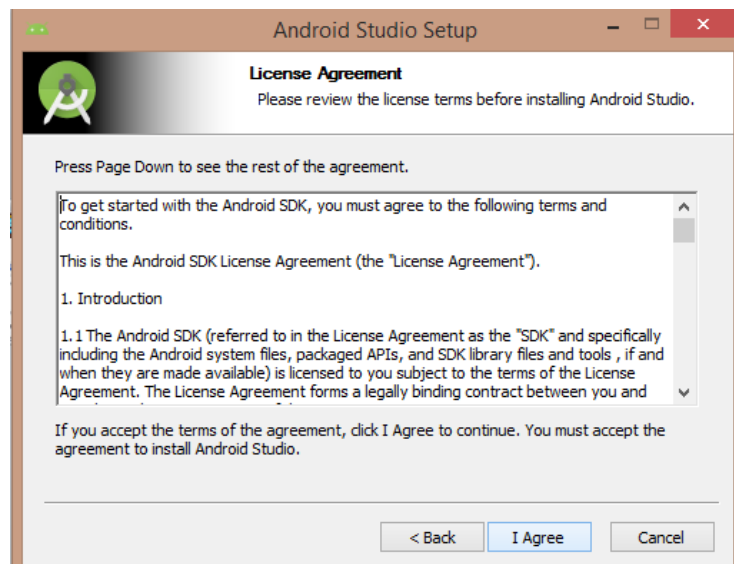 Android Studio Setup
License Agreement
Please review the license terms before installing Android Studio.
Press Page Down to see the rest of the agreement.
To get started with the Android SDK, you must agree to the following terms and
conditions.
This is the Android SDK License Agreement (the "License Agreement").
1. Introduction
1.1 The Android SDK (referred to in the License Agreement as the "SDK" and specifically
including the Android system files, packaged APIs, and SDK library files and tools , if and
when they are made available) is licensed to you subject to the terms of the License
Agreement. The License Agreement forms a legally binding contract between you and
If you accept the terms of the agreement, click I Agree to continue. You must accept the
agreement to install Android Studio.
< Back
I Agree
Cancel